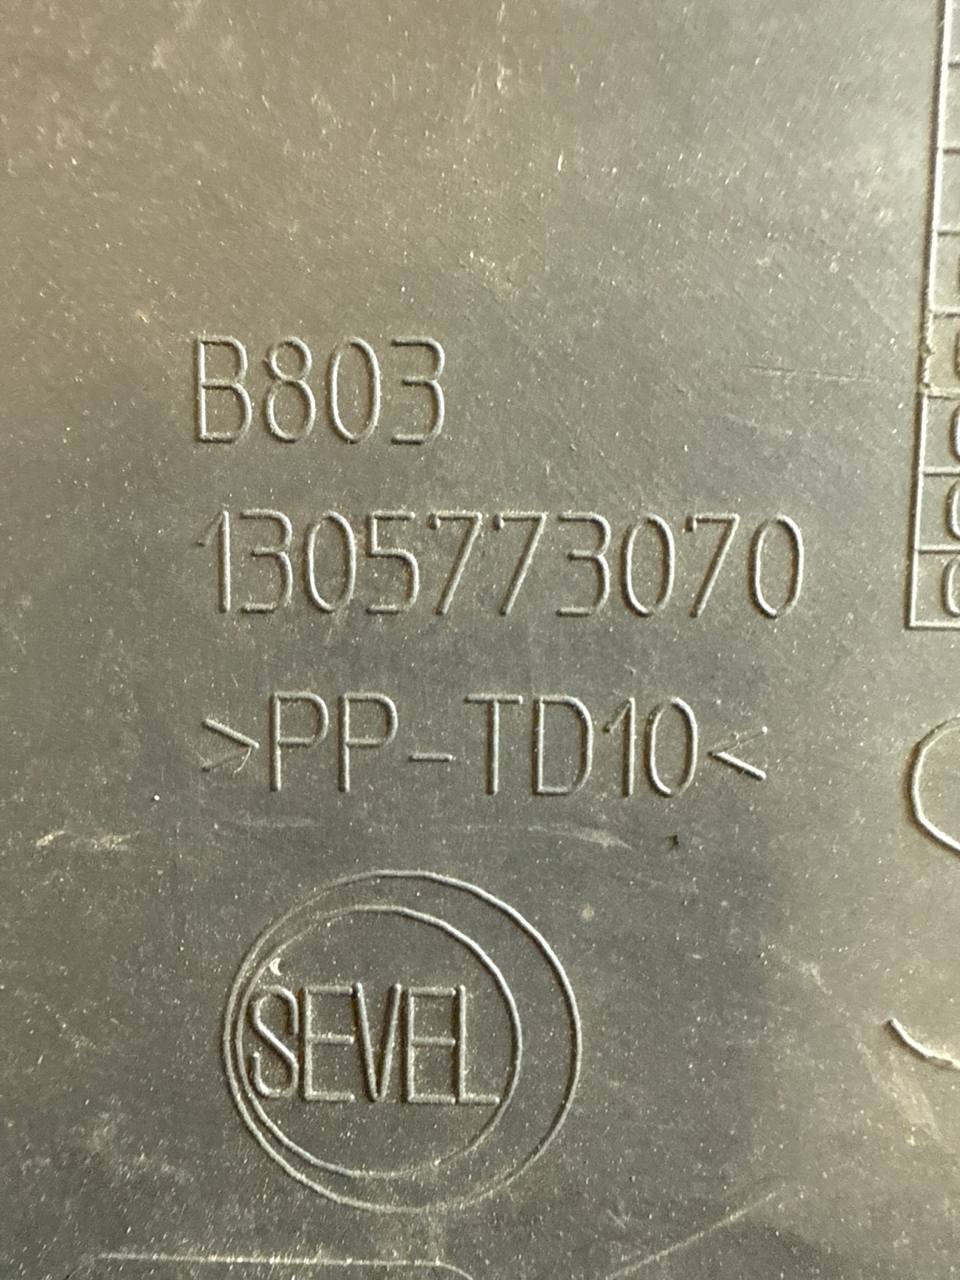 B803
1305773070
>PP-TD10<
SEVEL